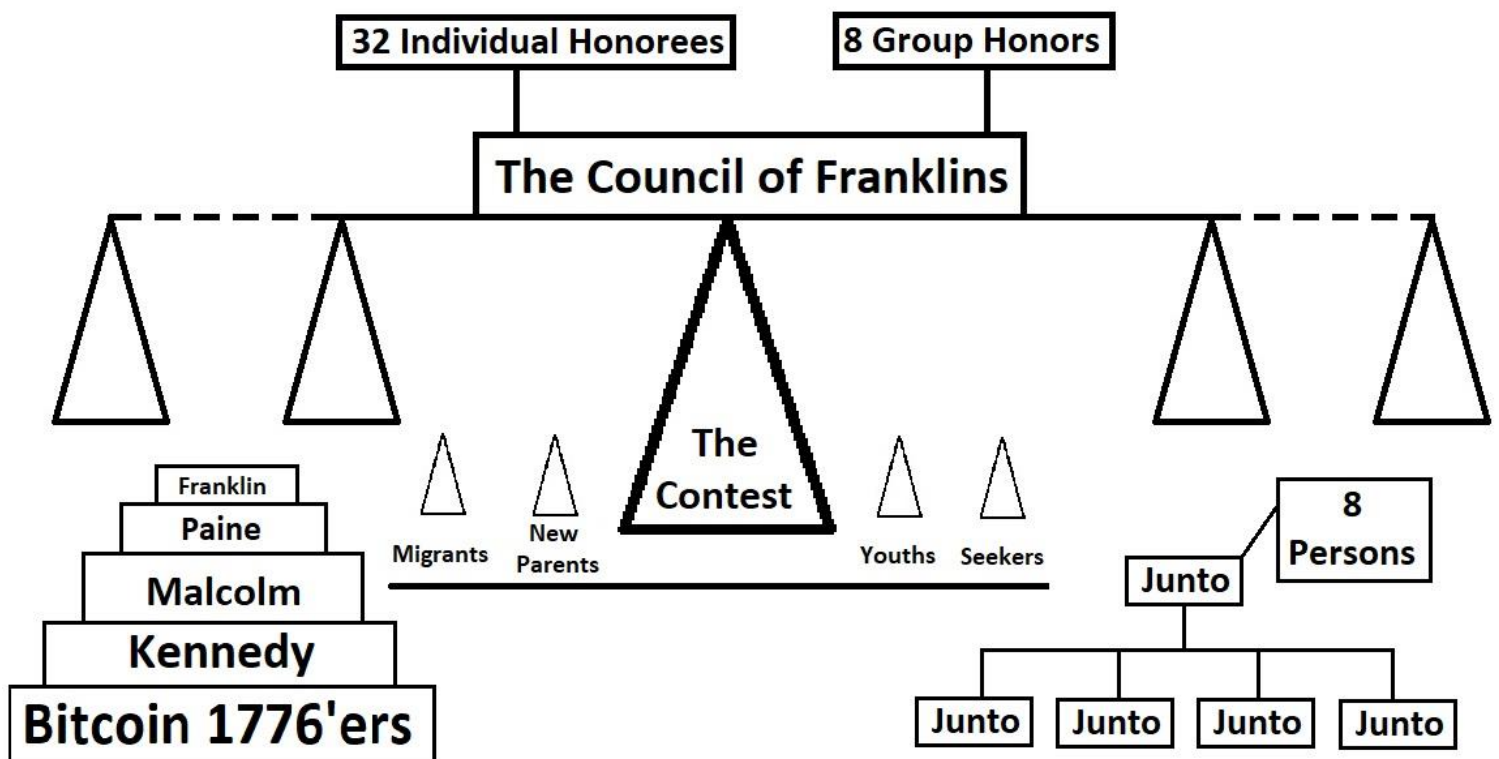 32 Individual Honorees
8 Group Honors
The Council of Franklins
The
Contest
Migrants
New
Parents
Youths
Seekers
Franklin
Paine
Malcolm
Kennedy
Bitcoin 1776'ers
8
Persons
Junto
Junto
Junto
Junto
Junto